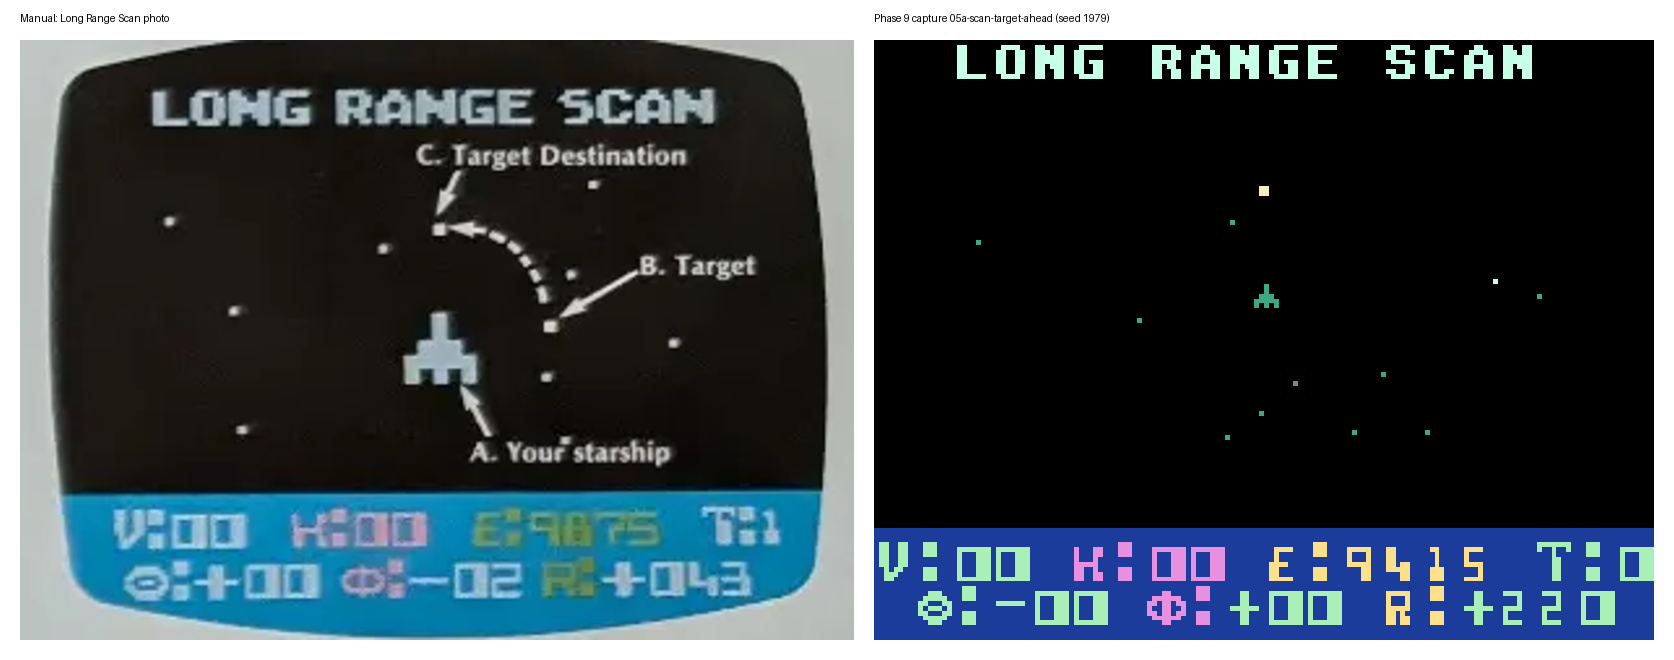 Manual: Long Range Scan photo
Phase 9 capture 05a-scan-target-ahead (seed 1979)
LONG RANGE SCAN
C. Target Destination
B. Target
A. Your starship
V:00 K:00 E:9875 T:1
Θ:+00 Φ:-02 R:+043
LONG RANGE SCAN
V:00 K:00 E:9415 T:0
Θ:-00 Φ:+00 R:+220